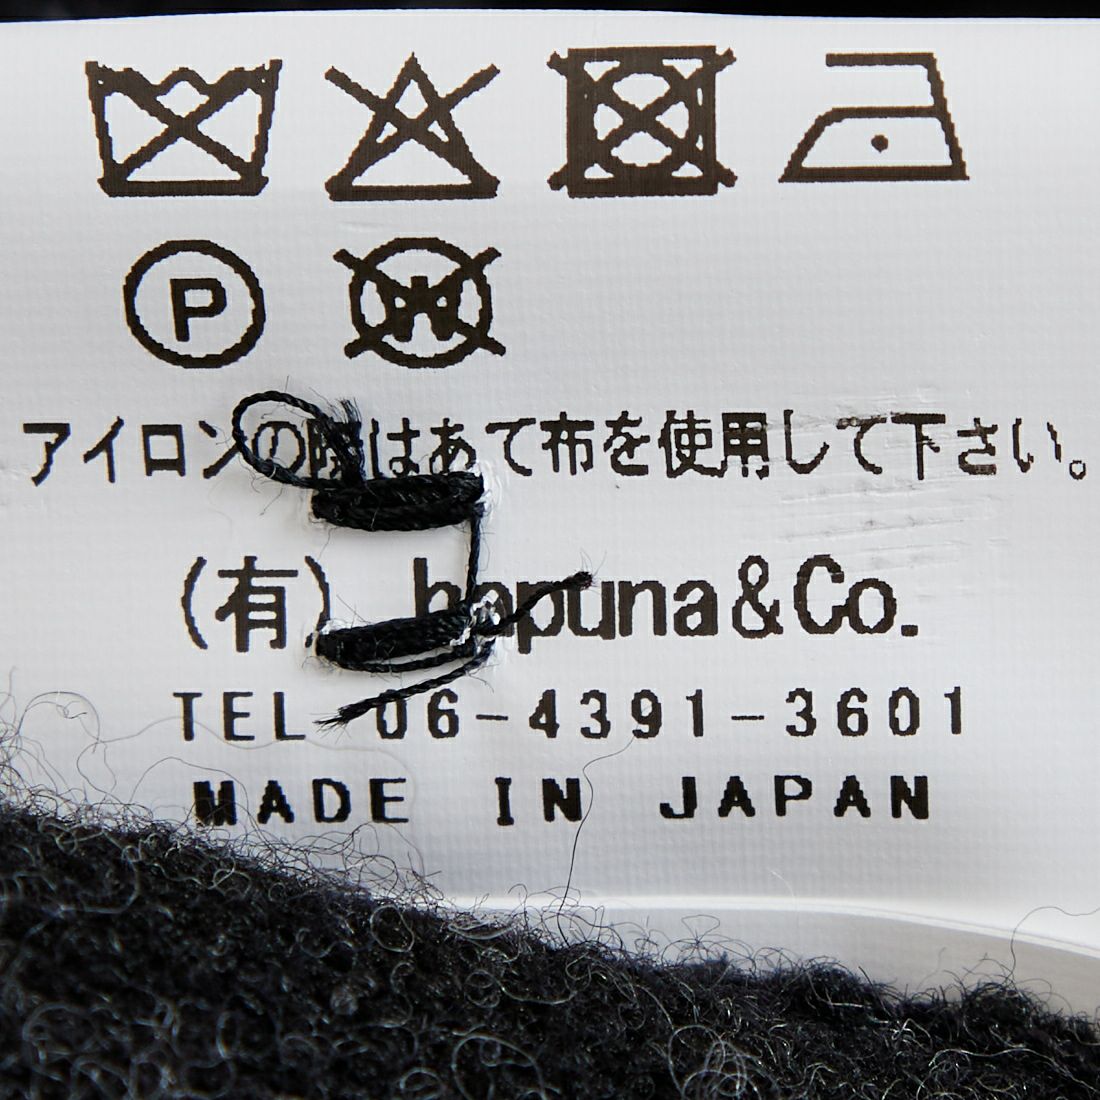 P
W
アイロンの時はあて布を使用して下さい。
(有) hapuna&Co.
TEL 06-4391-3601
MADE IN JAPAN